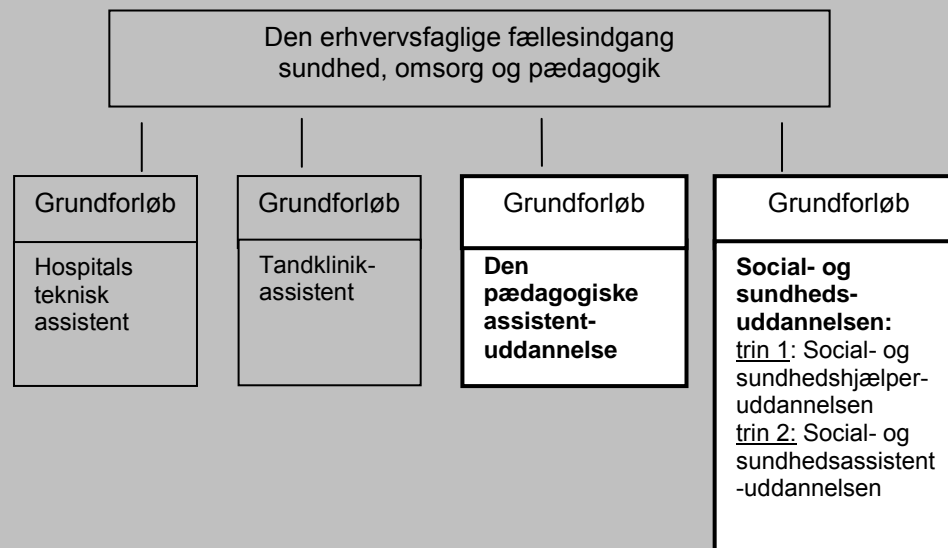 Den erhvervsfaglige fællesindgang
sundhed, omsorg og pædagogik
Grundforløb
Hospitals
teknisk
assistent
Grundforløb
Tandklinik-
assistent
Grundforløb
Den
pædagogiske
assistent-
uddannelse
Grundforløb
Social- og
sundheds-
uddannelsen:
trin 1: Social- og
sundhedshjælper-
uddannelsen
trin 2: Social- og
sundhedsassistent
-uddannelsen